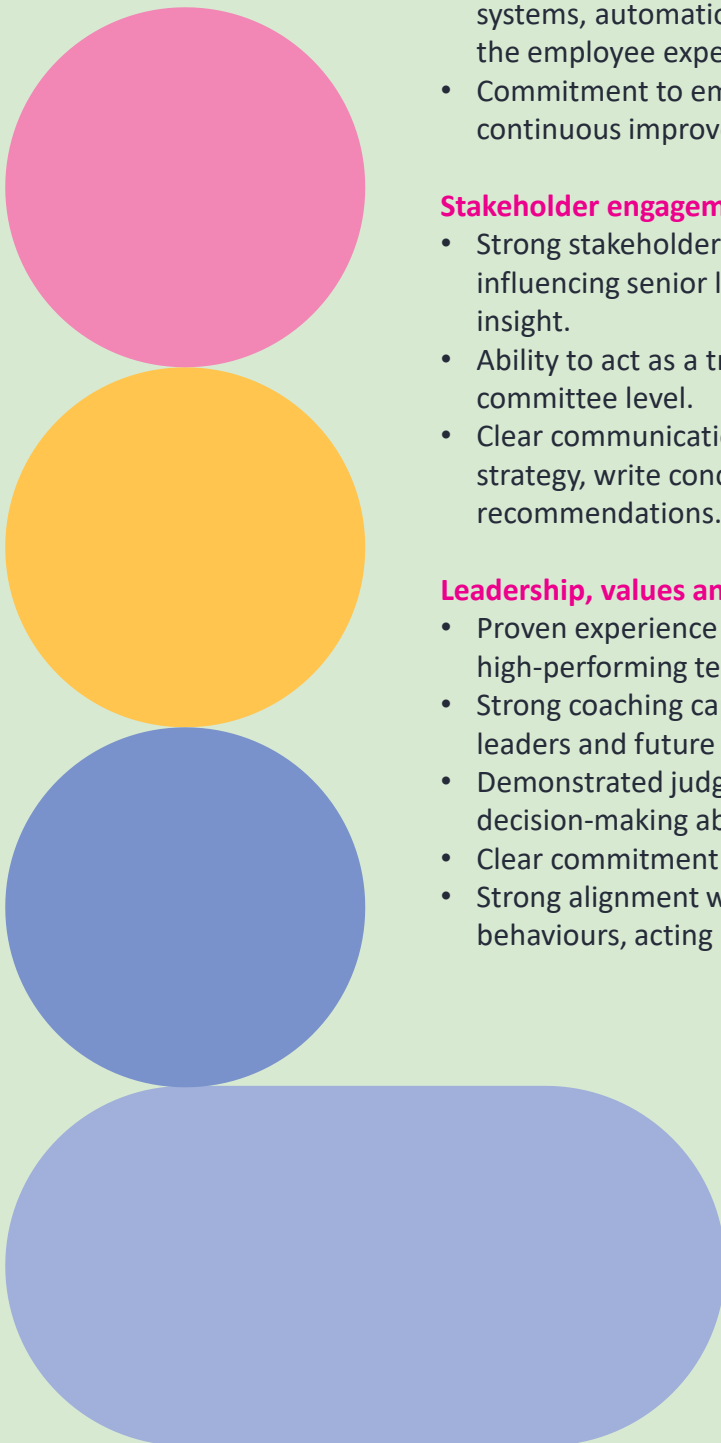 systems, automatic
the employee expe
• Commitment to em
continuous improv
Stakeholder engagem
• Strong stakeholder
influencing senior l
insight.
• Ability to act as a tr
committee level.
• Clear communicati
strategy, write conc
recommendations.
Leadership, values an
• Proven experience
high-performing te
• Strong coaching ca
leaders and future
• Demonstrated judg
decision-making ab
• Clear commitment
• Strong alignment w
behaviours, acting